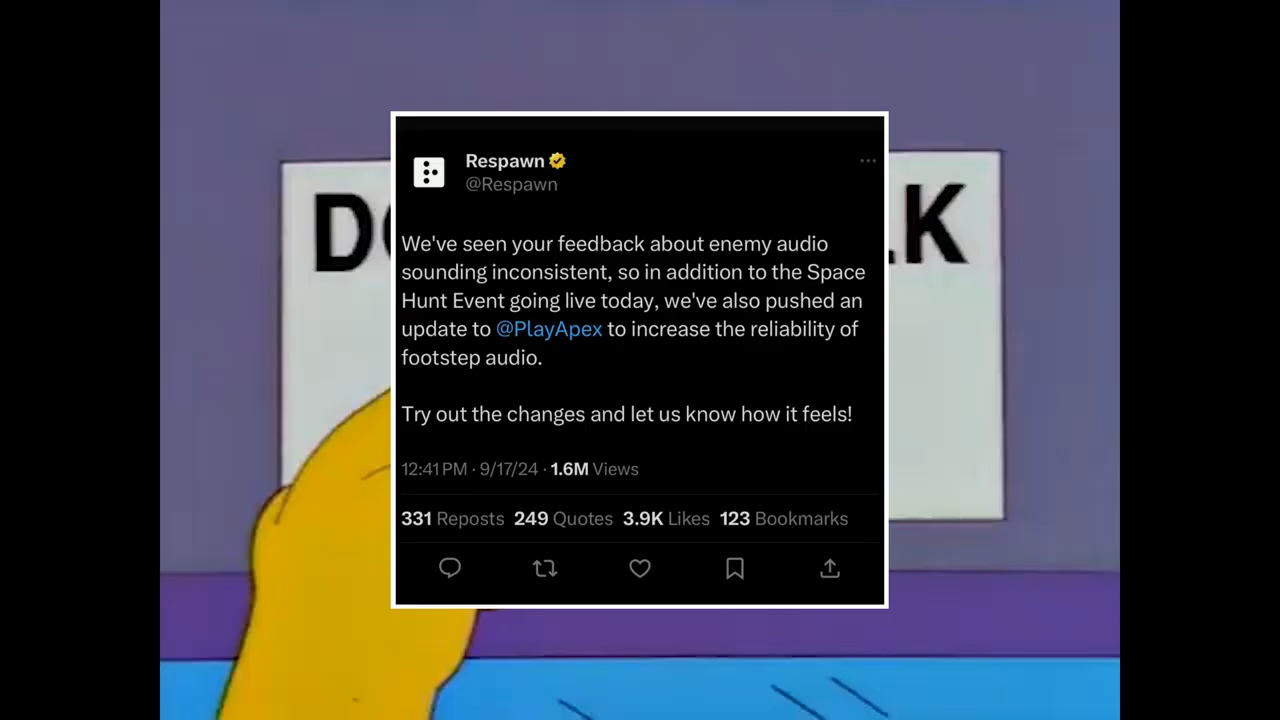 D
K
Respawn
@Respawn
We've seen your feedback about enemy audio
sounding inconsistent, so in addition to the Space
Hunt Event going live today, we've also pushed an
update to @PlayApex to increase the reliability of
footstep audio.
Try out the changes and let us know how it feels!
12:41 PM · 9/17/24 · 1.6M Views
331 Reposts 249 Quotes 3.9K Likes 123 Bookmarks